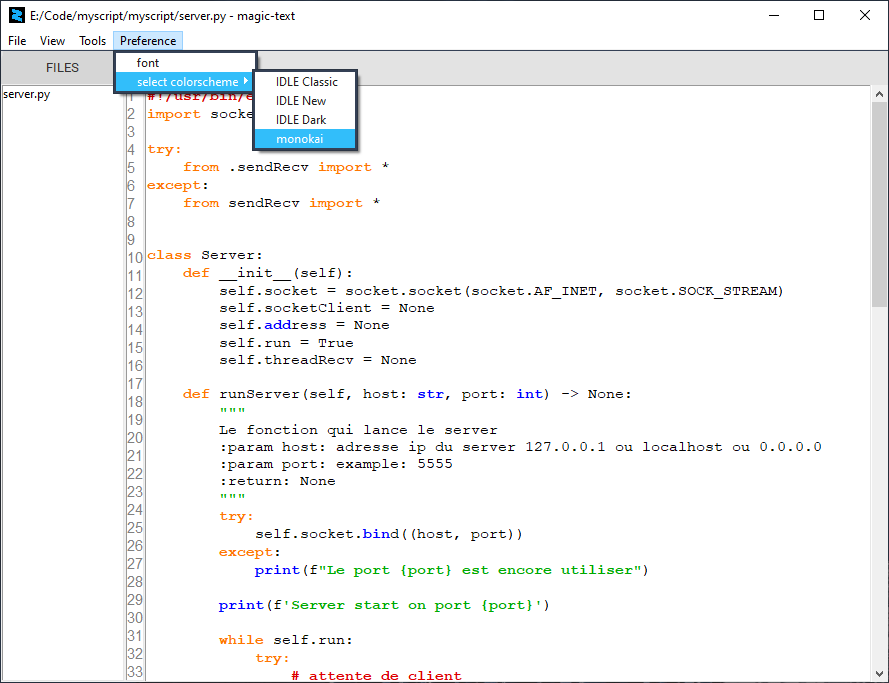 E:/Code/myscript/myscript/server.py - magic-text
File View Tools Preference
FILES
font
select colorscheme
IDLE Classic
IDLE New
IDLE Dark
monokai
server.py
1 #!/usr/bin/e
2 import socke
3
4 try:
5     from .sendRecv import *
6 except:
7     from sendRecv import *
8
9
10 class Server:
11     def __init__(self):
12         self.socket = socket.socket(socket.AF_INET, socket.SOCK_STREAM)
13         self.socketClient = None
14         self.address = None
15         self.run = True
16         self.threadRecv = None
17
18     def runServer(self, host: str, port: int) -> None:
19         """
20         Le fonction qui lance le server
21         :param host: adresse ip du server 127.0.0.1 ou localhost ou 0.0.0.0
22         :param port: example: 5555
23         :return: None
24         """
25         try:
26             self.socket.bind((host, port))
27         except:
28             print(f"Le port {port} est encore utiliser")
29
30         print(f'Server start on port {port}')
31
32         while self.run:
33             try:
                # attente de client